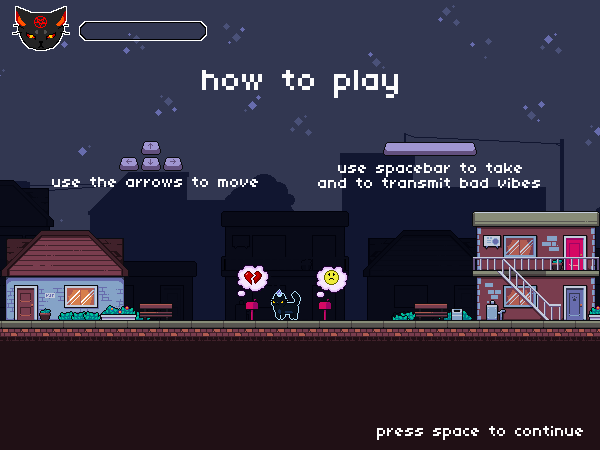 how to play
use the arrows to move
use spacebar to take
and to transmit bad vibes
press space to continue